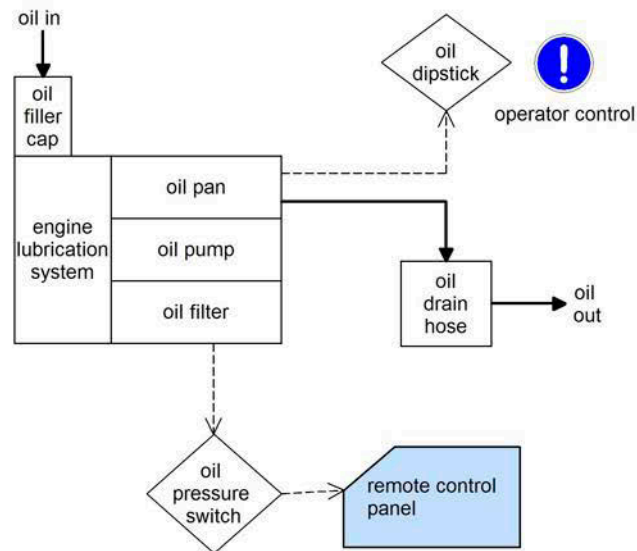 oil in
oil
filler
cap
oil
dipstick
operator control
engine
lubrication
system
oil pan
oil pump
oil filter
oil
drain
hose
oil
out
oil
pressure
switch
remote control
panel